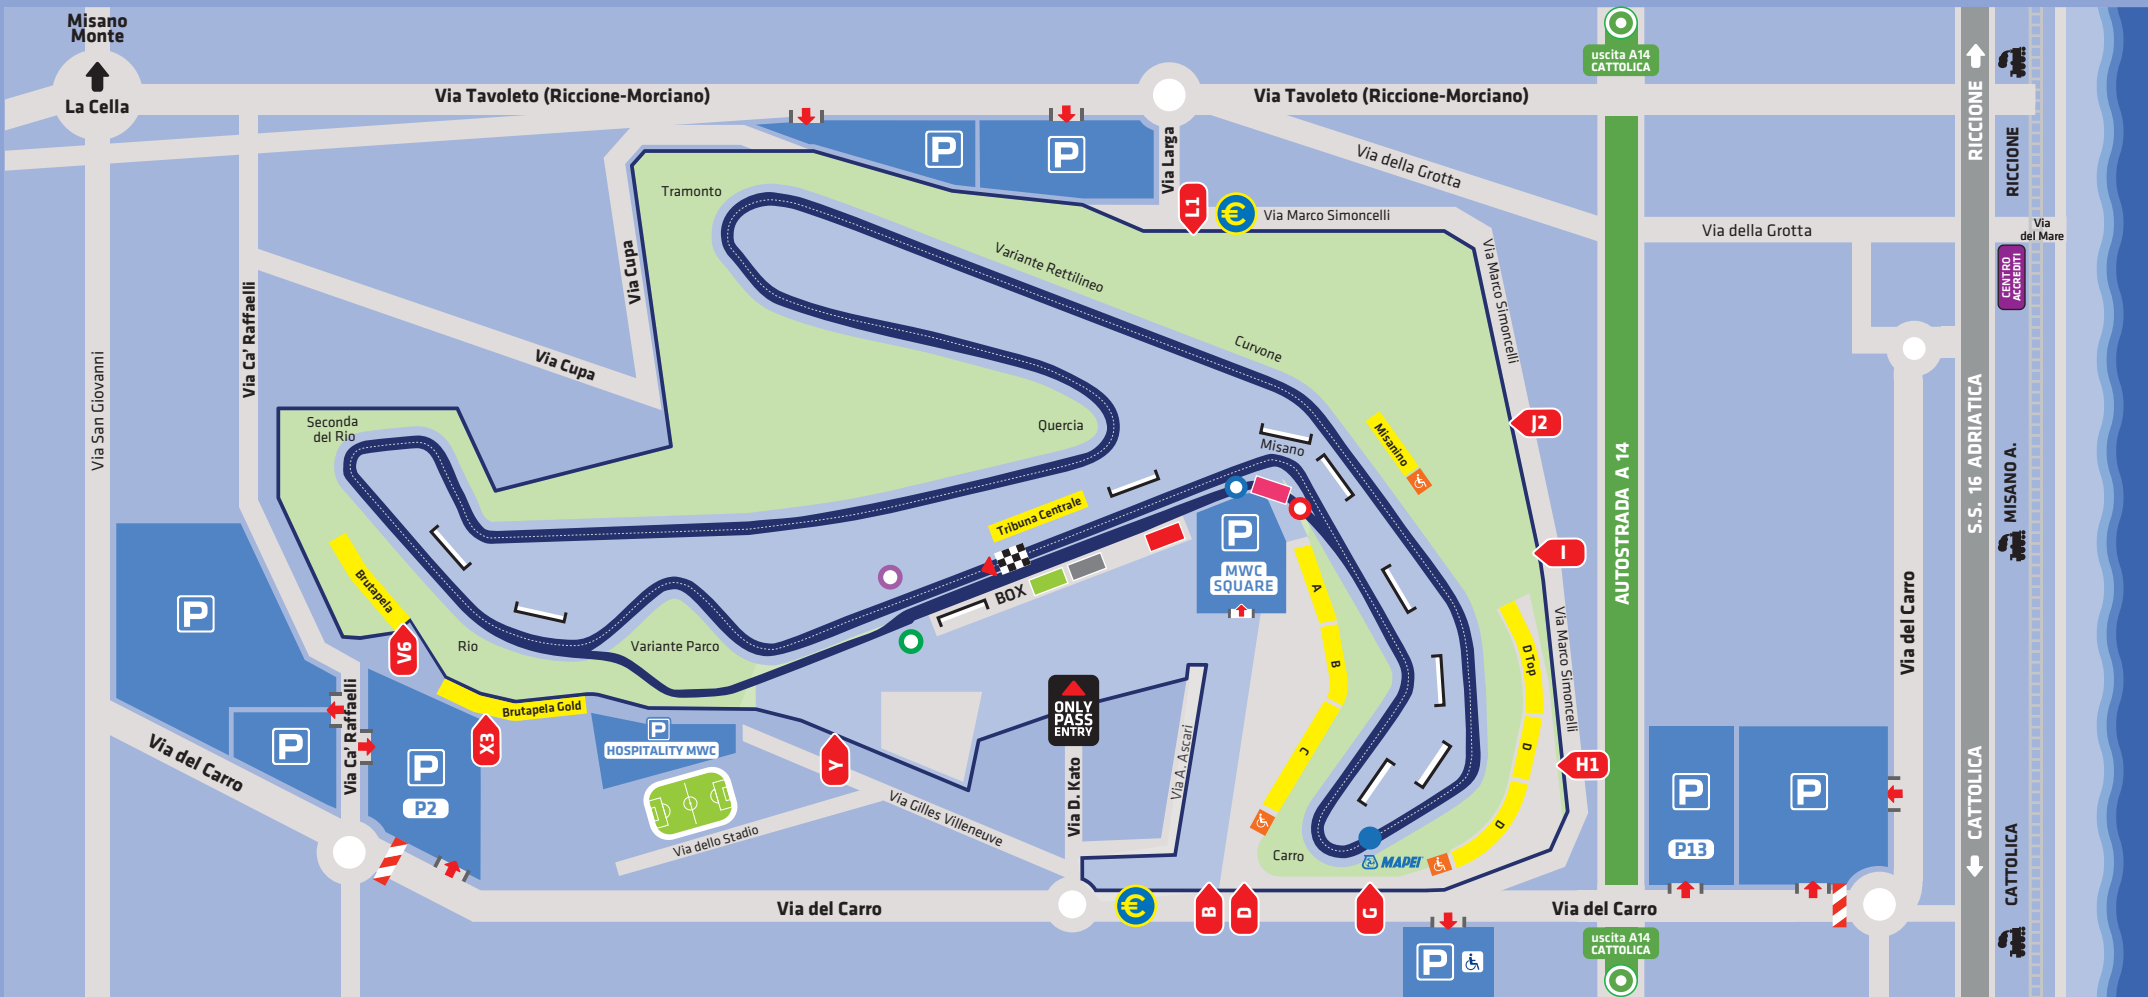 Misano
Monte
La Cella
Via Tavoleto (Riccione-Morciano)
Via Tavoleto (Riccione-Morciano)
uscita A14
CATTOLICA
RICCIONE
RICCIONE
P
P
Via Larga
Via della Grotta
Tramonto
L1
€
Via Marco Simoncelli
Via della Grotta
Via
del Mare
CENTRO
ACCREDITI
Via Cupa
Variante Rettilineo
Via Marco Simoncelli
Via Ca' Raffaelli
Via Cupa
Curvone
Via San Giovanni
Seconda
del Rio
Quercia
Misano
Misanino
J2
S.S. 16 ADRIATICA
MISANO A.
AUTOSTRADA A 14
Tribuna Centrale
P
MWC
SQUARE
I
BOX
A
B
C
Brutapela
V6
Rio
Variante Parco
P
D Top
D
D
Via Marco Simoncelli
Via del Carro
Via Ca' Raffaelli
Brutapela Gold
X3
P
HOSPITALITY MWC
ONLY
PASS
ENTRY
Y
P
P
P2
Via del Carro
Via dello Stadio
Via Gilles Villeneuve
Via D. Kato
Via A. Ascari
H1
P
P13
P
CATTOLICA
CATTOLICA
Carro
MAPEI
Via del Carro
€
B
D
G
Via del Carro
P
uscita A14
CATTOLICA